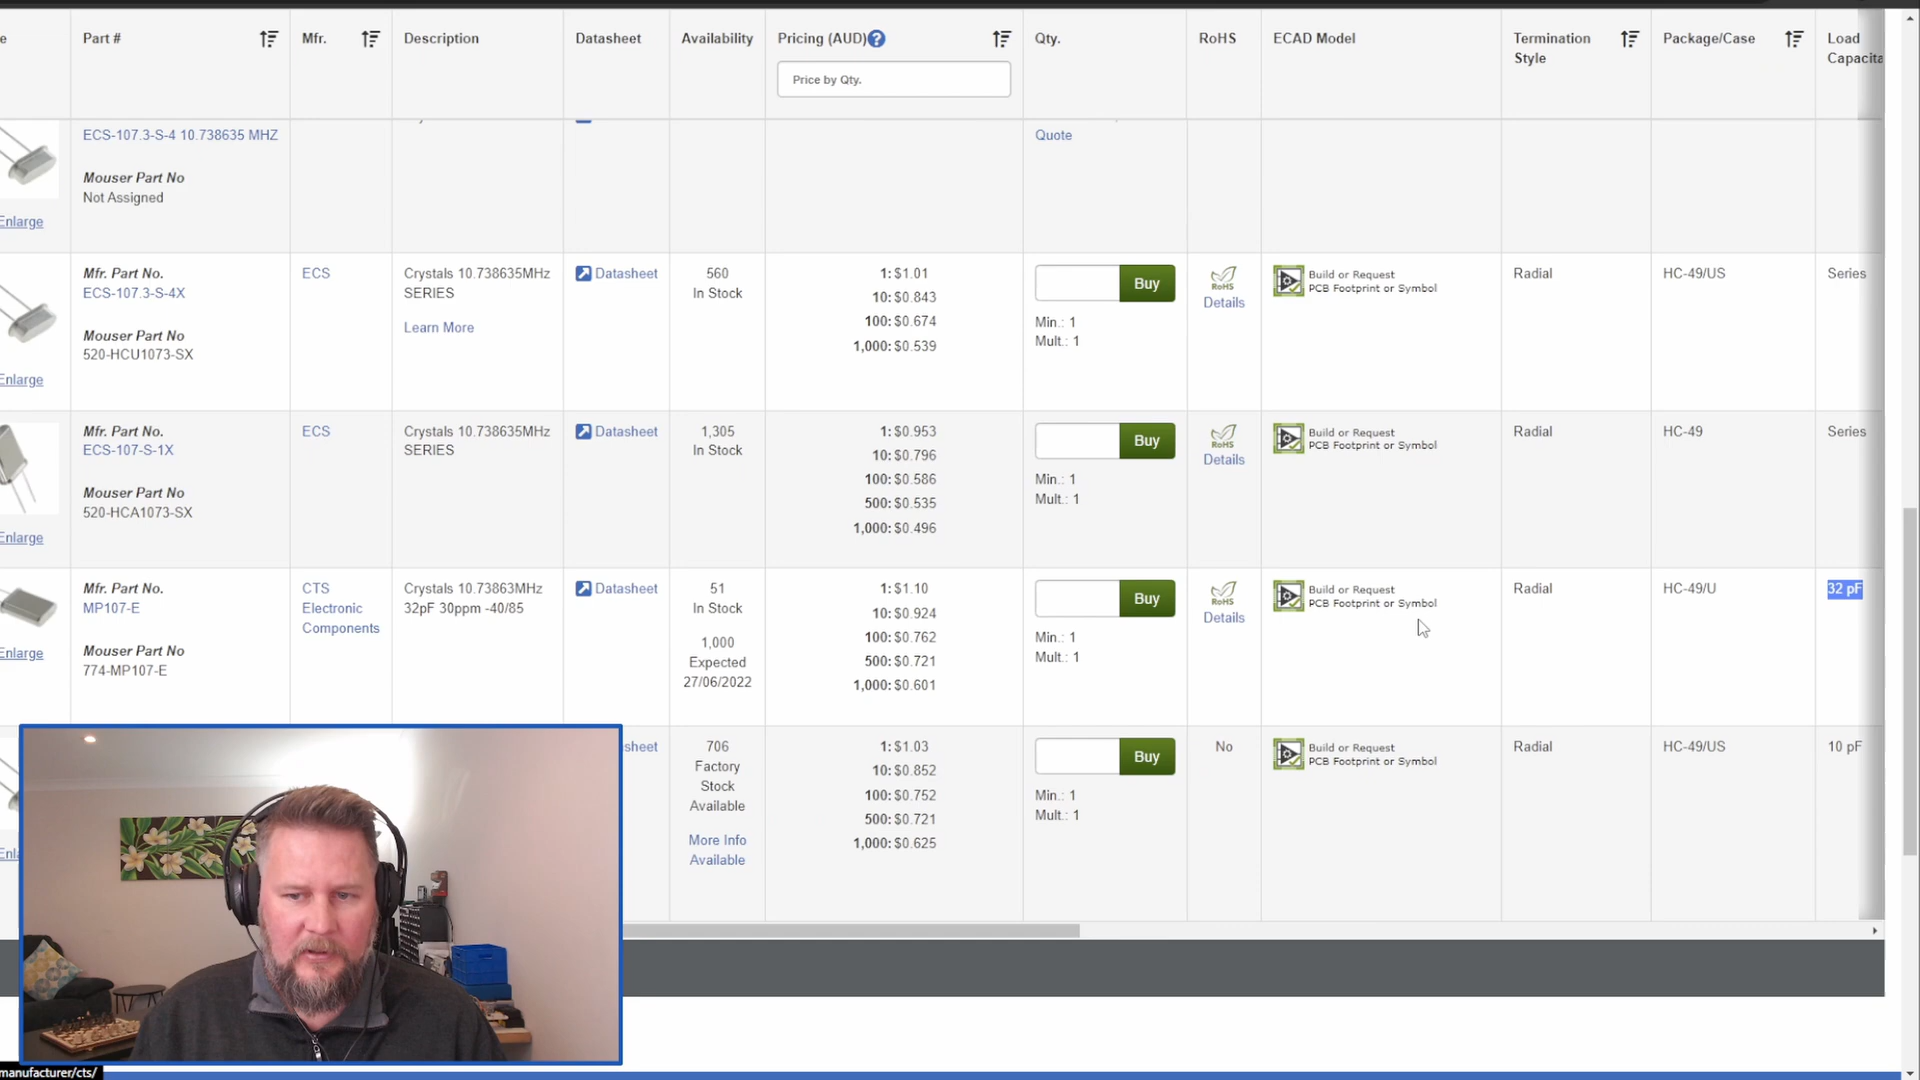 e
Part #
Mfr.
Description
Datasheet
Availability
Pricing (AUD)
Price by Qty.
Qty.
RoHS
ECAD Model
Termination
Style
Package/Case
Load
Capacita
ECS-107.3-S-4 10.738635 MHZ
Mouser Part No
Not Assigned
Enlarge
Quote
Mfr. Part No.
ECS-107.3-S-4X
Mouser Part No
520-HCU1073-SX
Enlarge
ECS
Crystals 10.738635MHz
SERIES
Learn More
Datasheet
560
In Stock
1: $1.01
10: $0.843
100: $0.674
1,000: $0.539
Buy
Min.: 1
Mult.: 1
RoHS
Details
Build or Request
PCB Footprint or Symbol
Radial
HC-49/US
Series
Mfr. Part No.
ECS-107-S-1X
Mouser Part No
520-HCA1073-SX
Enlarge
ECS
Crystals 10.738635MHz
SERIES
Datasheet
1,305
In Stock
1: $0.953
10: $0.796
100: $0.586
500: $0.535
1,000: $0.496
Buy
Min.: 1
Mult.: 1
RoHS
Details
Build or Request
PCB Footprint or Symbol
Radial
HC-49
Series
Mfr. Part No.
MP107-E
Mouser Part No
774-MP107-E
Enlarge
CTS
Electronic
Components
Crystals 10.73863MHz
32pF 30ppm -40/85
Datasheet
51
In Stock
1,000
Expected
27/06/2022
1: $1.10
10: $0.924
100: $0.762
500: $0.721
1,000: $0.601
Buy
Min.: 1
Mult.: 1
RoHS
Details
Build or Request
PCB Footprint or Symbol
Radial
HC-49/U
32 pF
Enl
sheet
706
Factory
Stock
Available
More Info
Available
1: $1.03
10: $0.852
100: $0.752
500: $0.721
1,000: $0.625
Buy
Min.: 1
Mult.: 1
No
Build or Request
PCB Footprint or Symbol
Radial
HC-49/US
10 pF
manufacturer/cts/